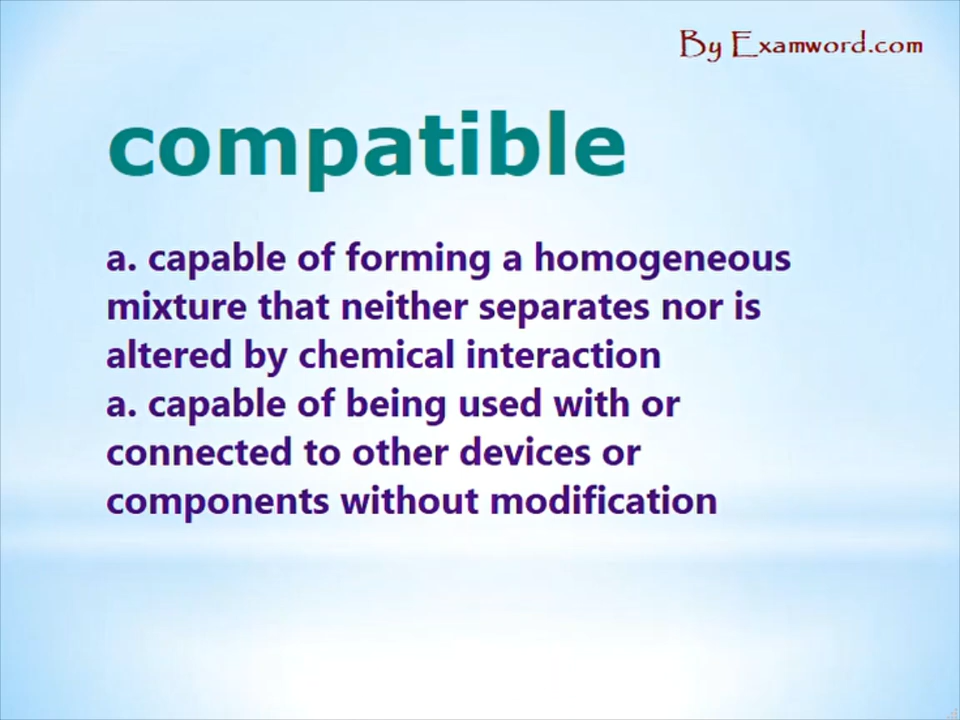 By Examword.com
compatible
a. capable of forming a homogeneous
mixture that neither separates nor is
altered by chemical interaction
a. capable of being used with or
connected to other devices or
components without modification